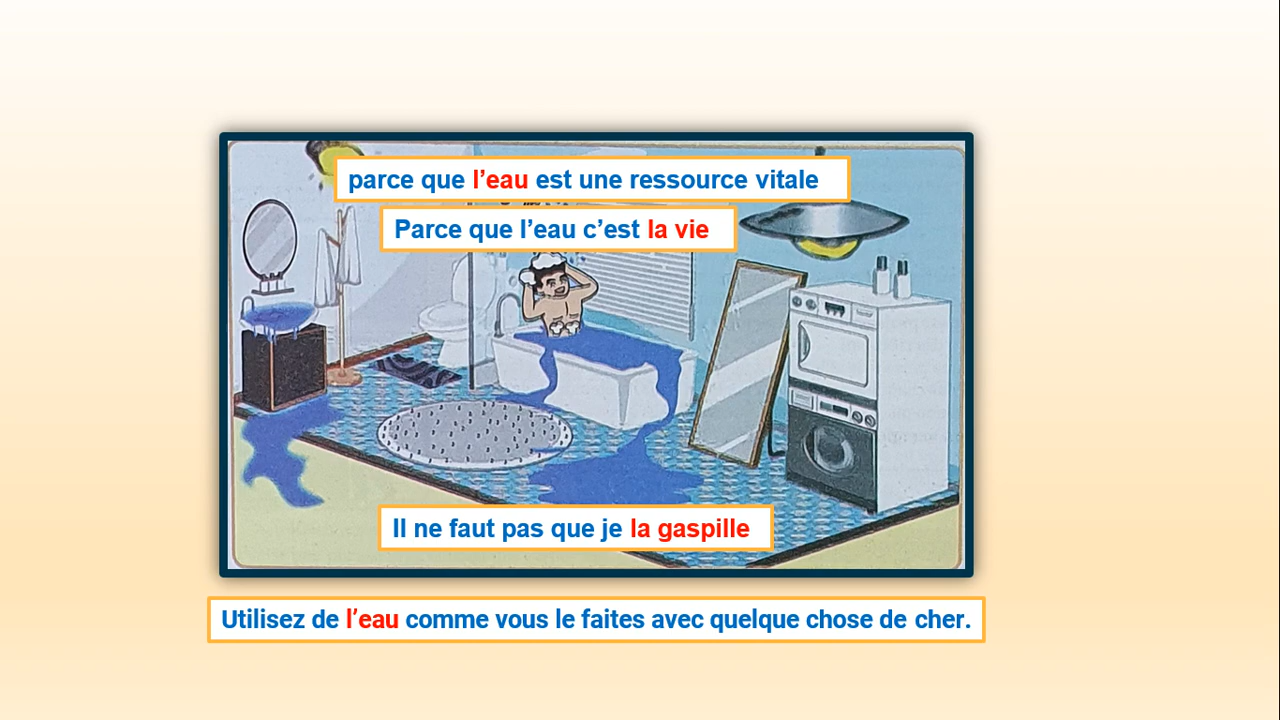 parce que l’eau est une ressource vitale
Parce que l’eau c’est la vie
Il ne faut pas que je la gaspille
Utilisez de l’eau comme vous le faites avec quelque chose de cher.